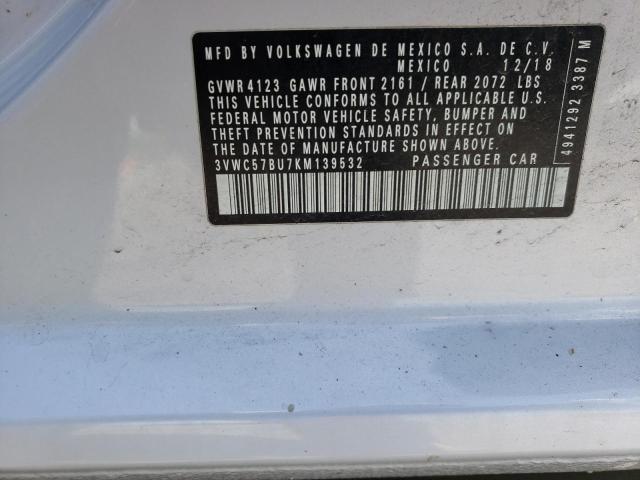 MFD BY VOLKSWAGEN DE MEXICO S.A. DE C.V.
MEXICO 12/18
GVWR 4123 GAWR FRONT 2161 / REAR 2072 LBS
THIS VEHICLE CONFORMS TO ALL APPLICABLE U.S.
FEDERAL MOTOR VEHICLE SAFETY, BUMPER AND
THEFT PREVENTION STANDARDS IN EFFECT ON
THE DATE OF MANUFACTURE SHOWN ABOVE.
3VWC57BU7KM139532 PASSENGER CAR
4941292 3387 M